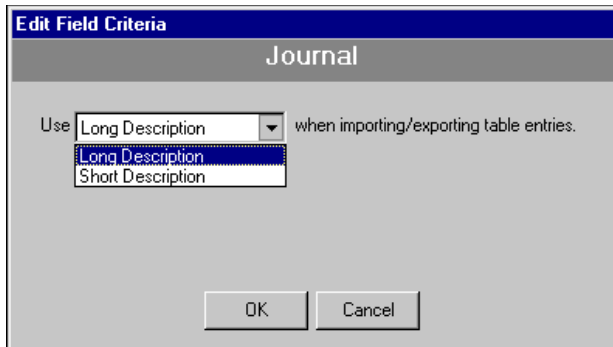 Edit Field Criteria
Journal
Use Long Description when importing/exporting table entries.
Long Description
Short Description
OK Cancel